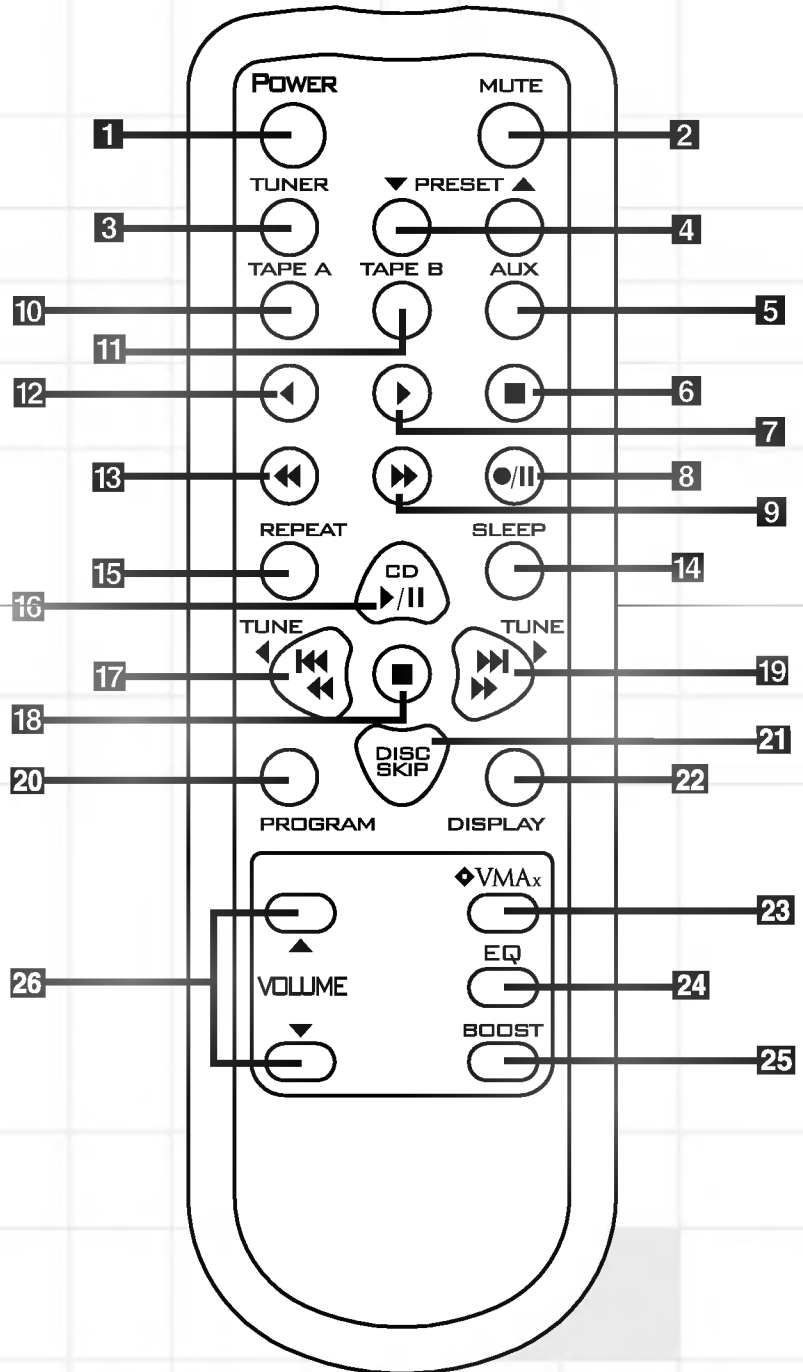 POWER MUTE
1 2
TUNER ▼ PRESET ▲
3 4
TAPE A TAPE B AUX
10 5
11
12 6
7
13 ●/II 8
9
REPEAT SLEEP
15 CD 14
16 ▶/II
TUNE TUNE
17 19
18
DISC
SKIP 21
20 22
PROGRAM DISPLAY
VMAx
23
EQ
26 VOLUME 24
BOOST
25